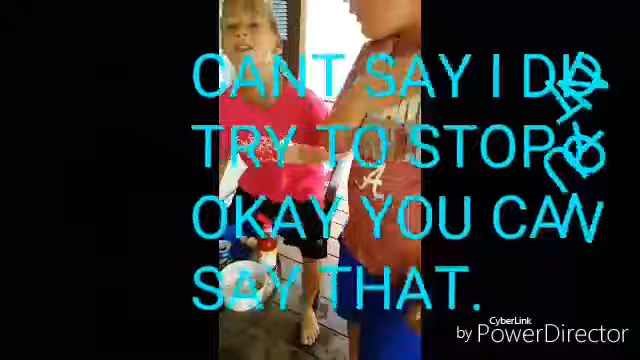 CANT SAY I DID
TRY TO STOP
OKAY YOU CAN
SAY THAT.
A
CyberLink
by PowerDirector